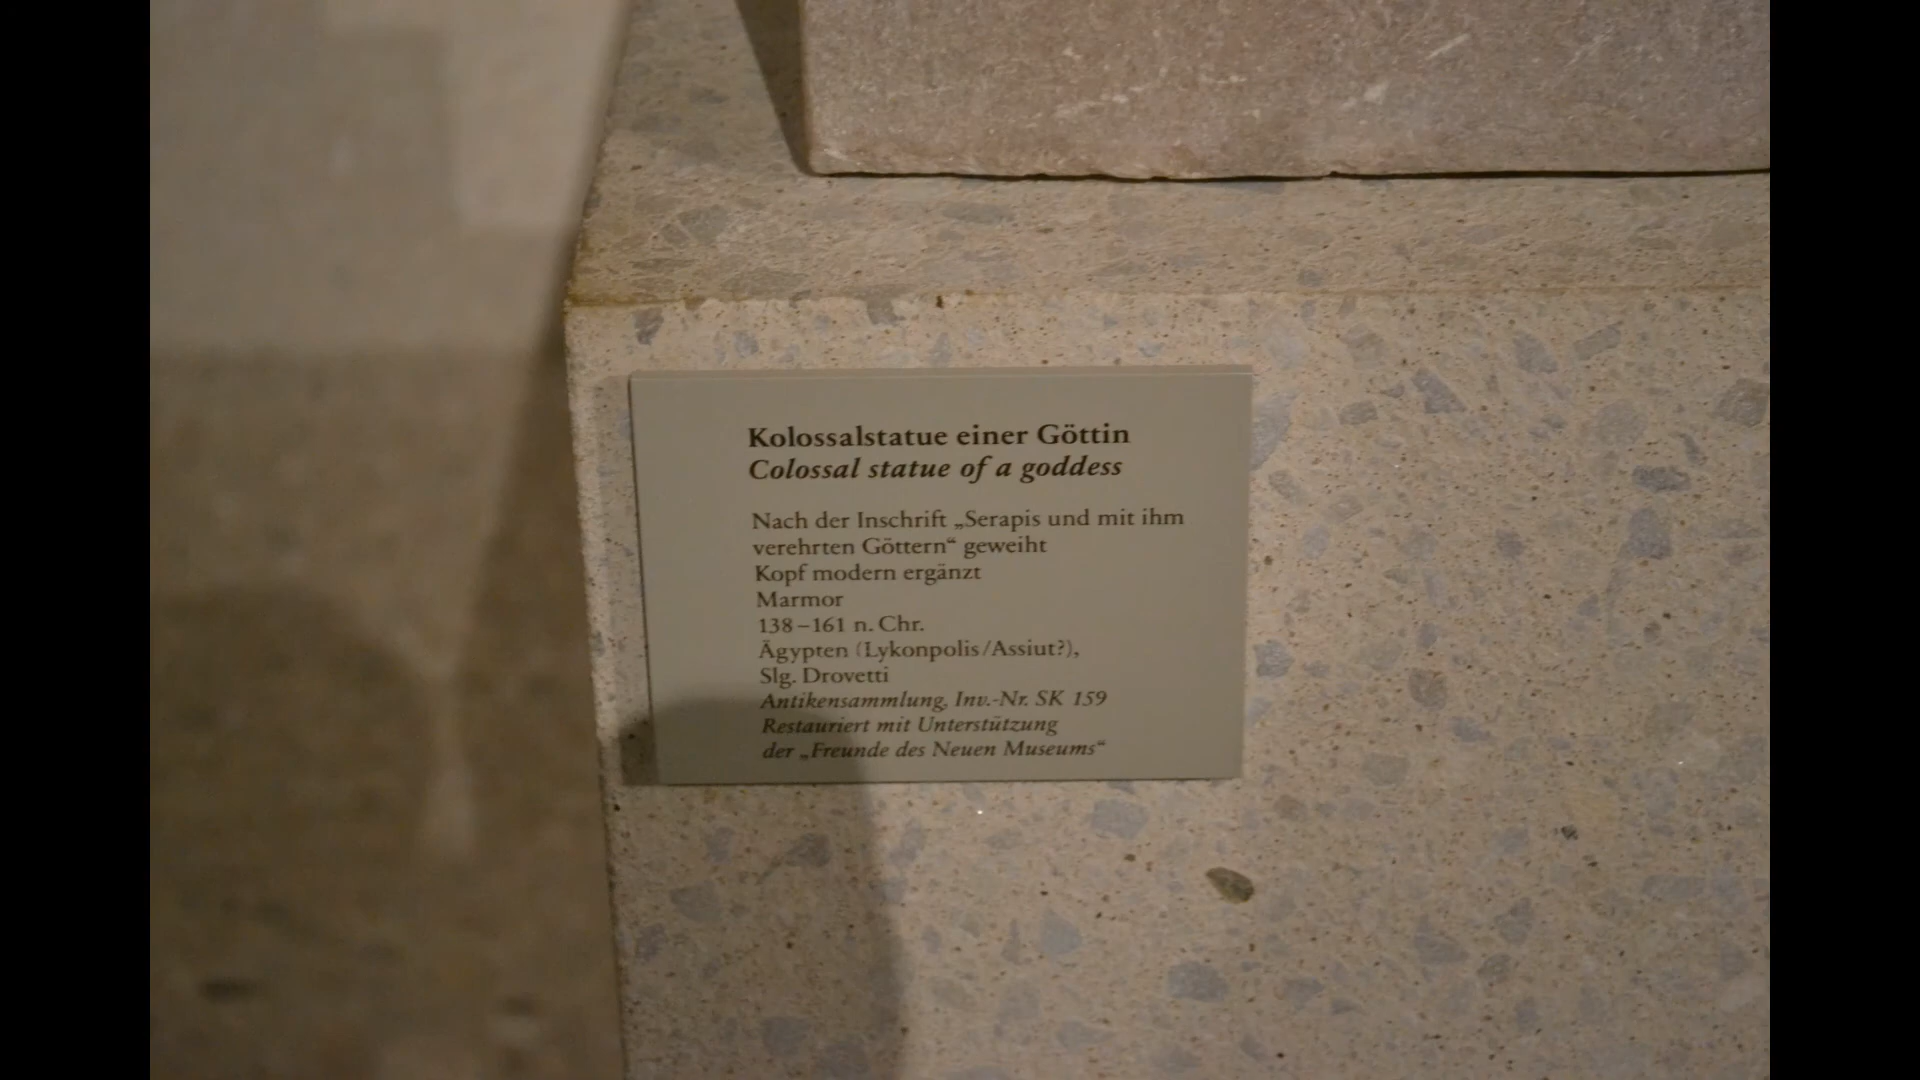 Kolossalstatue einer Göttin
Colossal statue of a goddess
Nach der Inschrift „Serapis und mit ihm
verehrten Göttern“ geweiht
Kopf modern ergänzt
Marmor
138–161 n. Chr.
Ägypten (Lykonpolis/Assiut?),
Slg. Drovetti
Antikensammlung, Inv.-Nr. SK 159
Restauriert mit Unterstützung
der „Freunde des Neuen Museums“